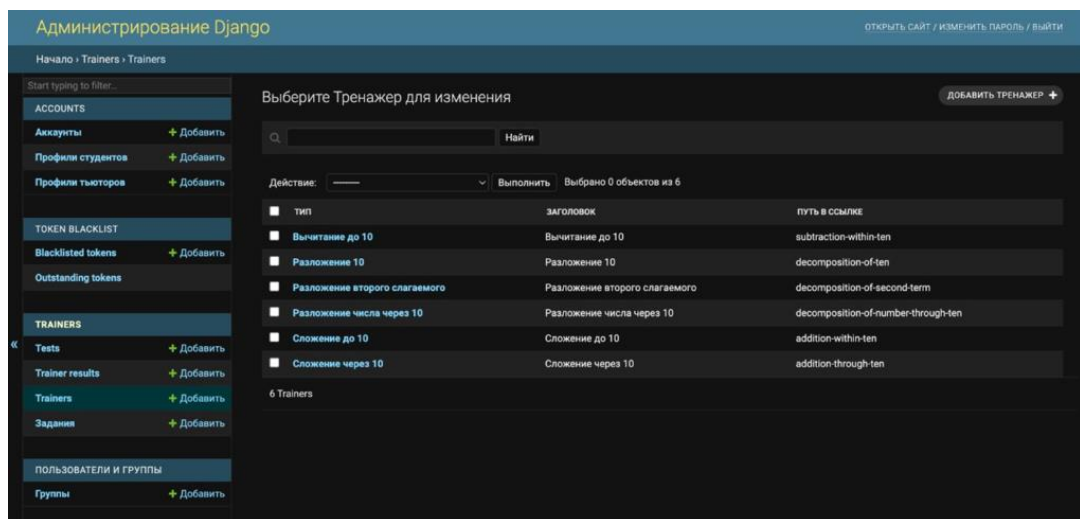 Администрирование Django
ОТКРЫТЬ САЙТ / ИЗМЕНИТЬ ПАРОЛЬ / ВЫЙТИ
Начало › Trainers › Trainers
Start typing to filter...
ACCOUNTS
Аккаунты + Добавить
Профили студентов + Добавить
Профили тьюторов + Добавить
TOKEN BLACKLIST
Blacklisted tokens + Добавить
Outstanding tokens
TRAINERS
«
Tests + Добавить
Trainer results + Добавить
Trainers + Добавить
Задания + Добавить
ПОЛЬЗОВАТЕЛИ И ГРУППЫ
Группы + Добавить
Выберите Тренажер для изменения
ДОБАВИТЬ ТРЕНАЖЕР +
Найти
Действие: ——— Выполнить Выбрано 0 объектов из 6
ТИП ЗАГОЛОВОК ПУТЬ В ССЫЛКЕ
Вычитание до 10 Вычитание до 10 subtraction-within-ten
Разложение 10 Разложение 10 decomposition-of-ten
Разложение второго слагаемого Разложение второго слагаемого decomposition-of-second-term
Разложение числа через 10 Разложение числа через 10 decomposition-of-number-through-ten
Сложение до 10 Сложение до 10 addition-within-ten
Сложение через 10 Сложение через 10 addition-through-ten
6 Trainers